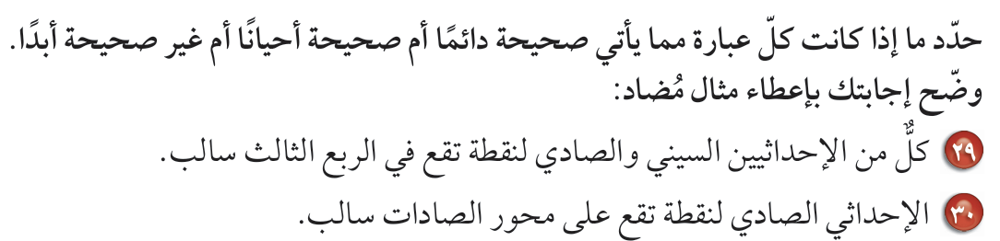 حدّد ما إذا كانت كلّ عبارة مما يأتي صحيحة دائمًا أم صحيحة أحيانًا أم غير صحيحة أبدًا.
وضّح إجابتك بإعطاء مثال مُضاد:
٢٩ كلٌّ من الإحداثيين السيني والصادي لنقطة تقع في الربع الثالث سالب.
٣٠ الإحداثي الصادي لنقطة تقع على محور الصادات سالب.